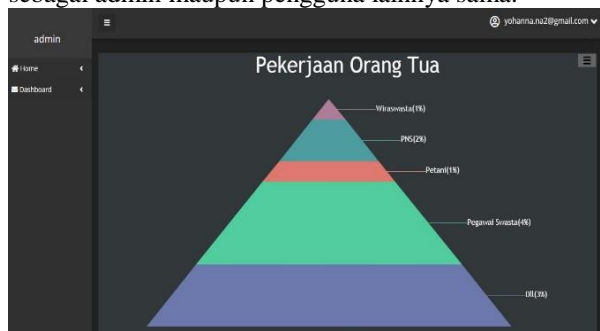 sebagai admin maupun pengguna lainnya sama.
admin
yohanna.na2@gmail.com
Home
Dashboard
Pekerjaan Orang Tua
Wiraswasta(1%)
PNS(2%)
Petani(1%)
Pegawai Swasta(4%)
Dll(3%)